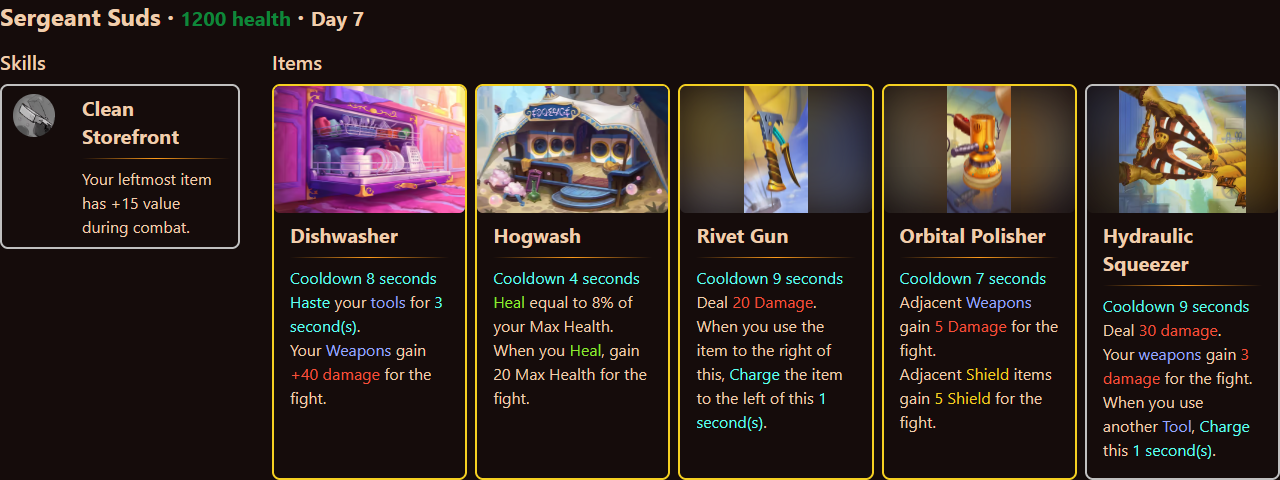 Sergeant Suds · 1200 health · Day 7
Skills
Items
Clean
Storefront
Your leftmost item
has +15 value
during combat.
Dishwasher
Cooldown 8 seconds
Haste your tools for 3
second(s).
Your Weapons gain
+40 damage for the
fight.
Hogwash
Cooldown 4 seconds
Heal equal to 8% of
your Max Health.
When you Heal, gain
20 Max Health for the
fight.
Rivet Gun
Cooldown 9 seconds
Deal 20 Damage.
When you use the
item to the right of
this, Charge the item
to the left of this 1
second(s).
Orbital Polisher
Cooldown 7 seconds
Adjacent Weapons
gain 5 Damage for the
fight.
Adjacent Shield items
gain 5 Shield for the
fight.
Hydraulic
Squeezer
Cooldown 9 seconds
Deal 30 damage.
Your weapons gain 3
damage for the fight.
When you use
another Tool, Charge
this 1 second(s).